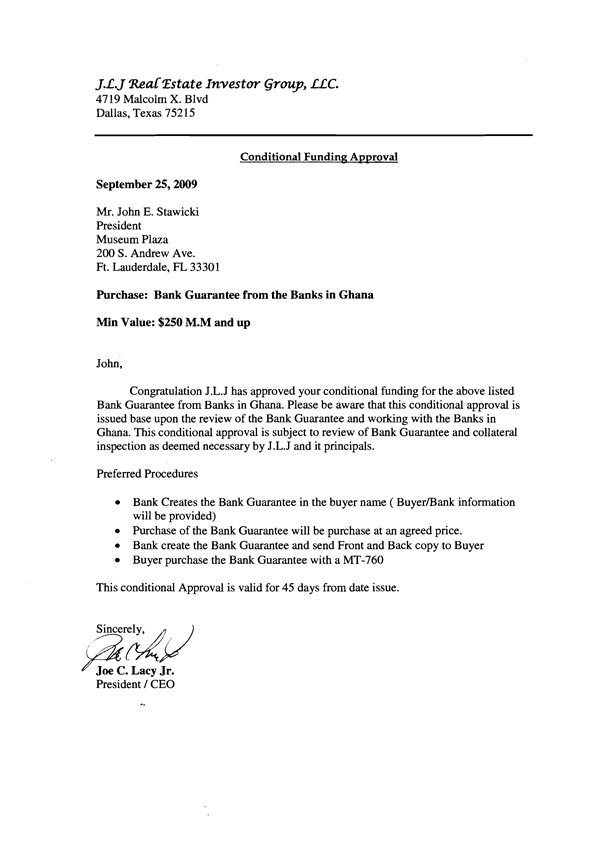 J.L.J Real Estate Investor Group, LLC.
4719 Malcolm X. Blvd
Dallas, Texas 75215
Conditional Funding Approval
September 25, 2009
Mr. John E. Stawicki
President
Museum Plaza
200 S. Andrew Ave.
Ft. Lauderdale, FL 33301
Purchase: Bank Guarantee from the Banks in Ghana
Min Value: $250 M.M and up
John,
Congratulation J.L.J has approved your conditional funding for the above listed
Bank Guarantee from Banks in Ghana. Please be aware that this conditional approval is
issued base upon the review of the Bank Guarantee and working with the Banks in
Ghana. This conditional approval is subject to review of Bank Guarantee and collateral
inspection as deemed necessary by J.L.J and it principals.
Preferred Procedures
• Bank Creates the Bank Guarantee in the buyer name ( Buyer/Bank information
will be provided)
• Purchase of the Bank Guarantee will be purchase at an agreed price.
• Bank create the Bank Guarantee and send Front and Back copy to Buyer
• Buyer purchase the Bank Guarantee with a MT-760
This conditional Approval is valid for 45 days from date issue.
Sincerely,
Joe C. Lacy Jr.
President / CEO